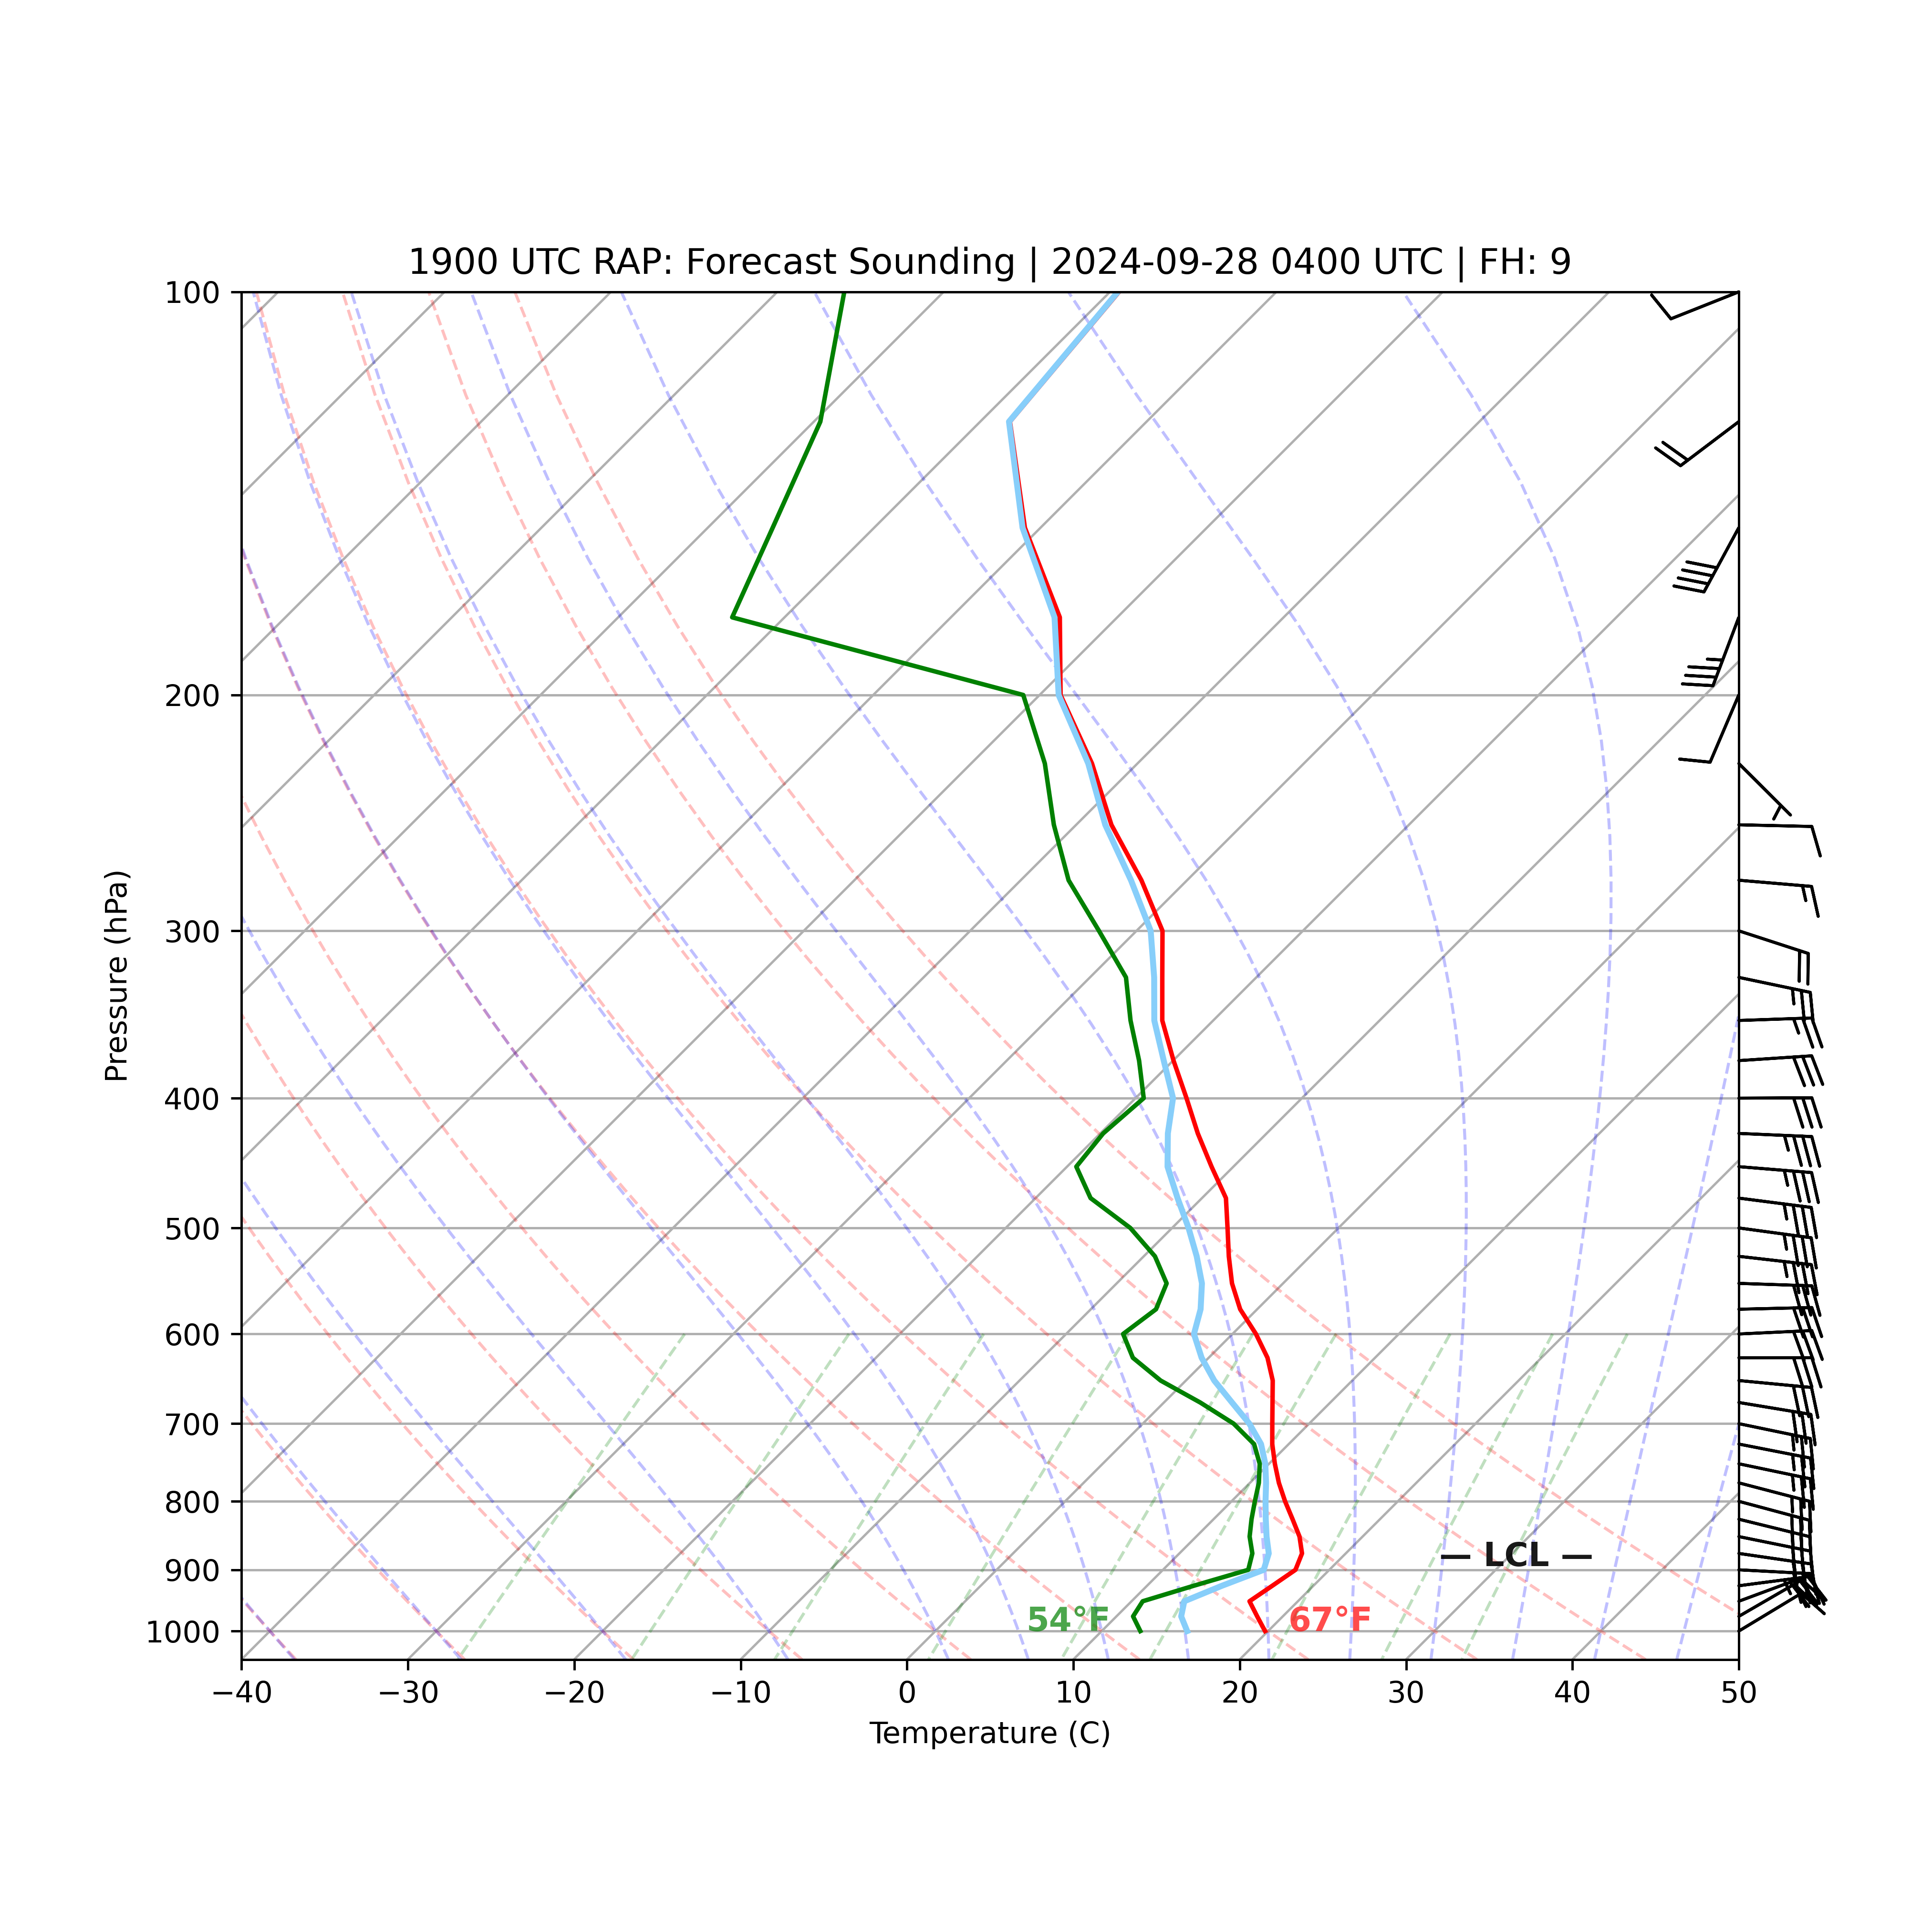 1900 UTC RAP: Forecast Sounding | 2024-09-28 0400 UTC | FH: 9
100
200
300
400
500
600
700
800
900
1000
Pressure (hPa)
— LCL —
54°F
67°F
−40 −30 −20 −10 0 10 20 30 40 50
Temperature (C)